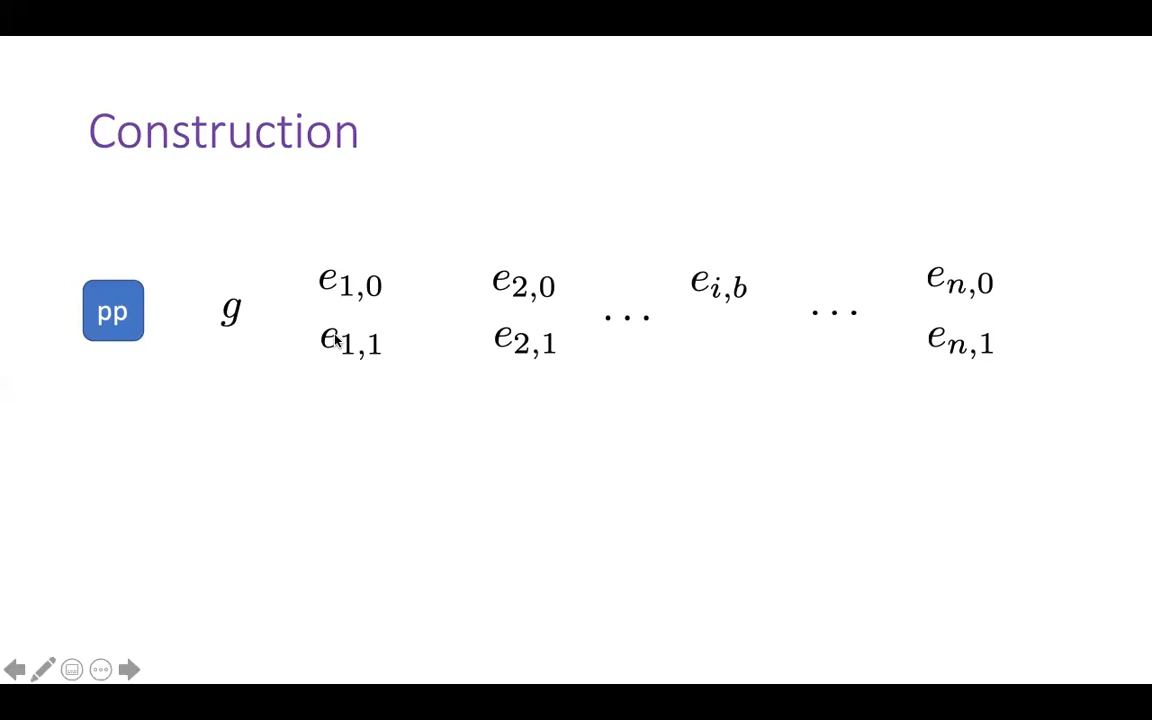 Construction
e_{1,0} e_{2,0} e_{i,b} e_{n,0}
pp g ... ...
e_{1,1} e_{2,1} e_{n,1}